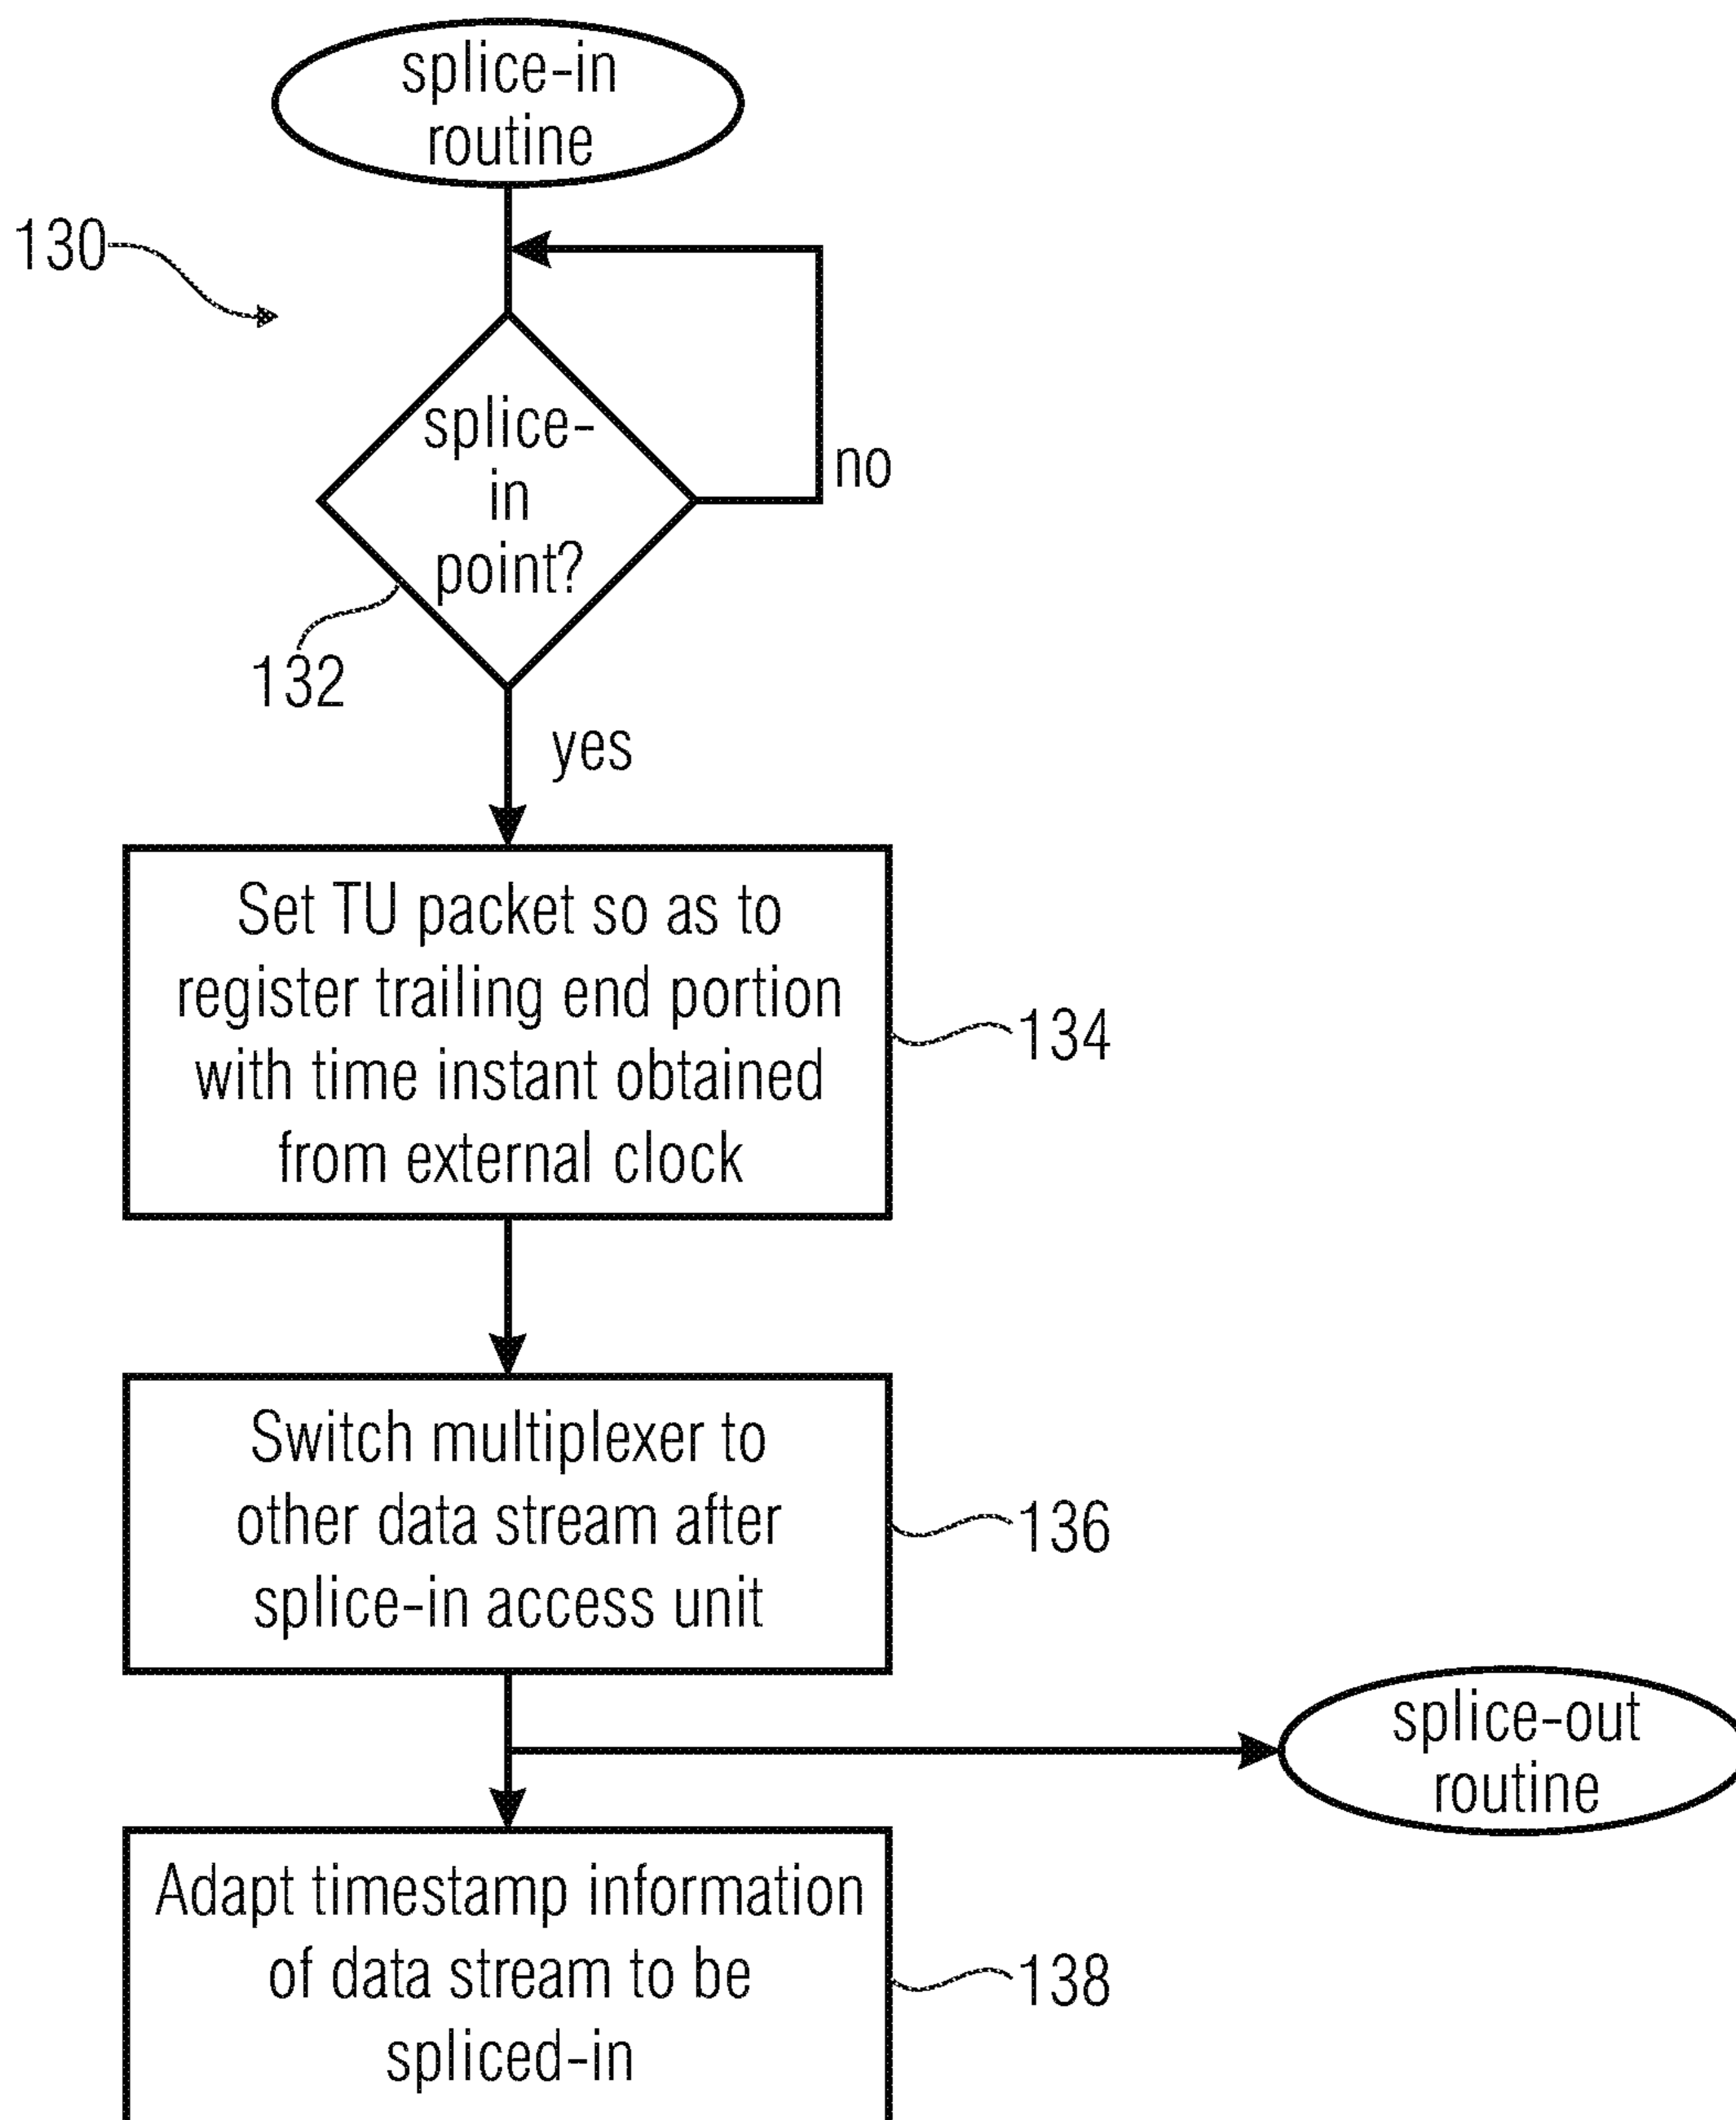 splice-in
routine
130
splice-
in
point?
no
132
yes
Set TU packet so as to
register trailing end portion
with time instant obtained
from external clock
134
Switch multiplexer to
other data stream after
splice-in access unit
136
splice-out
routine
Adapt timestamp information
of data stream to be
spliced-in
138